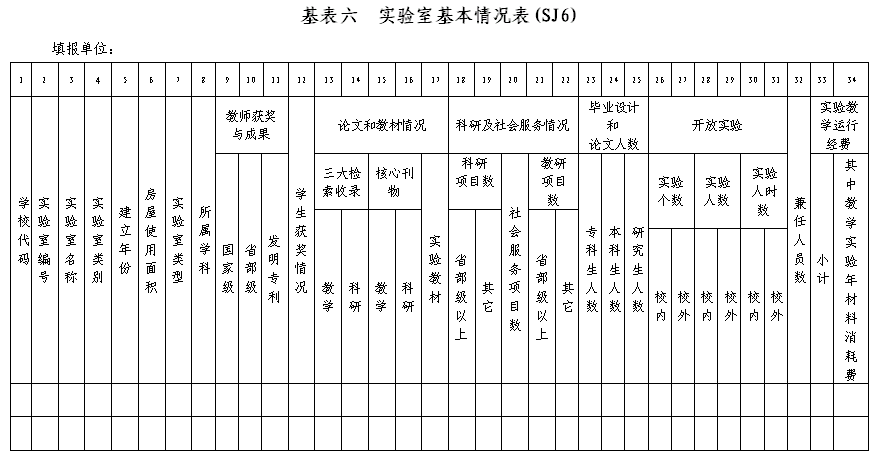 基表六 实验室基本情况表(SJ6)
填报单位：
1 2 3 4 5 6 7 8 9 10 11 12 13 14 15 16 17 18 19 20 21 22 23 24 25 26 27 28 29 30 31 32 33 34
学校代码
实验室编号
实验室名称
实验室类别
建立年份
房屋使用面积
实验室类型
所属学科
教师获奖与成果
国家级
省部级
发明专利
学生获奖情况
论文和教材情况
三大检索收录
教学
科研
核心刊物
教学
科研
实验教材
科研及社会服务情况
科研项目数
省部级以上
其它
社会服务项目数
教研项目数
省部级以上
其它
毕业设计和论文人数
专科生人数
本科生人数
研究生人数
开放实验
实验个数
校内
校外
实验人数
校内
校外
实验人时数
校内
校外
兼任人员数
实验教学运行经费
小计
其中教学实验年材料消耗费